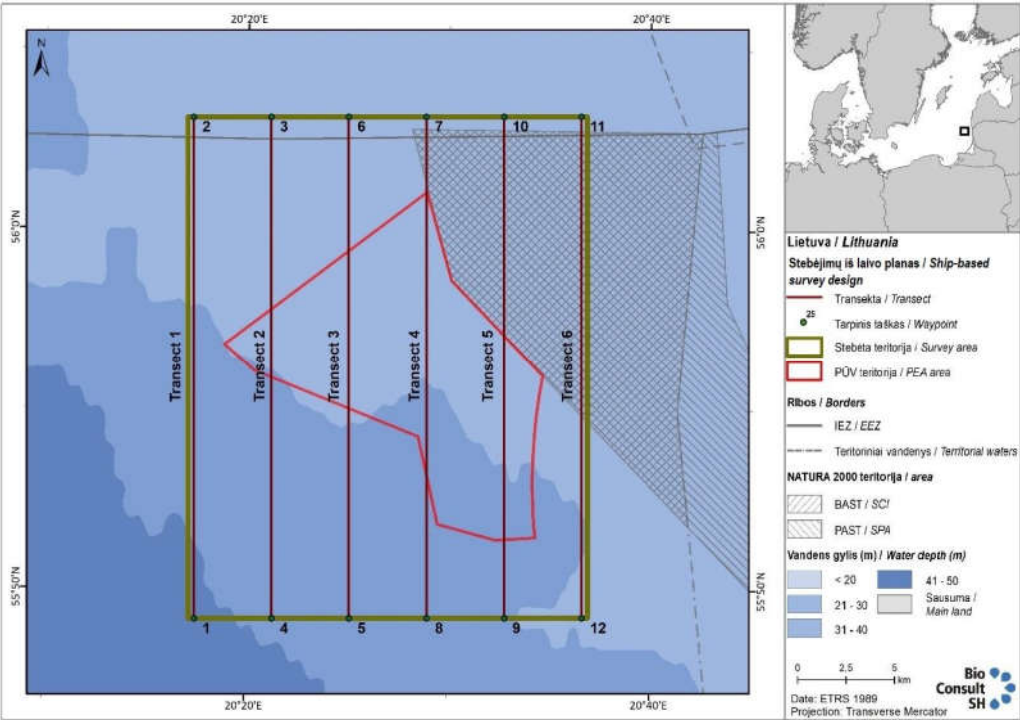 20°20'E
20°40'E
N
2
3
6
7
10
11
56°0'N
56°0'N
Transect 1
Transect 2
Transect 3
Transect 4
Transect 5
Transect 6
55°50'N
55°50'N
1
4
5
8
9
12
20°20'E
20°40'E
Lietuva / Lithuania
Stebėjimų iš laivo planas / Ship-based
survey design
Transekta / Transect
25
Tarpinis taškas / Waypoint
Stebėta teritorija / Survey area
PŪV teritorija / PEA area
Ribos / Borders
IEZ / EEZ
Teritoriniai vandenys / Territorial waters
NATURA 2000 teritorija / area
BAST / SCI
PAST / SPA
Vandens gylis (m) / Water depth (m)
< 20
41 - 50
21 - 30
Sausuma /
Main land
31 - 40
0
2,5
5
km
Date: ETRS 1989
Projection: Transverse Mercator
Bio
Consult
SH